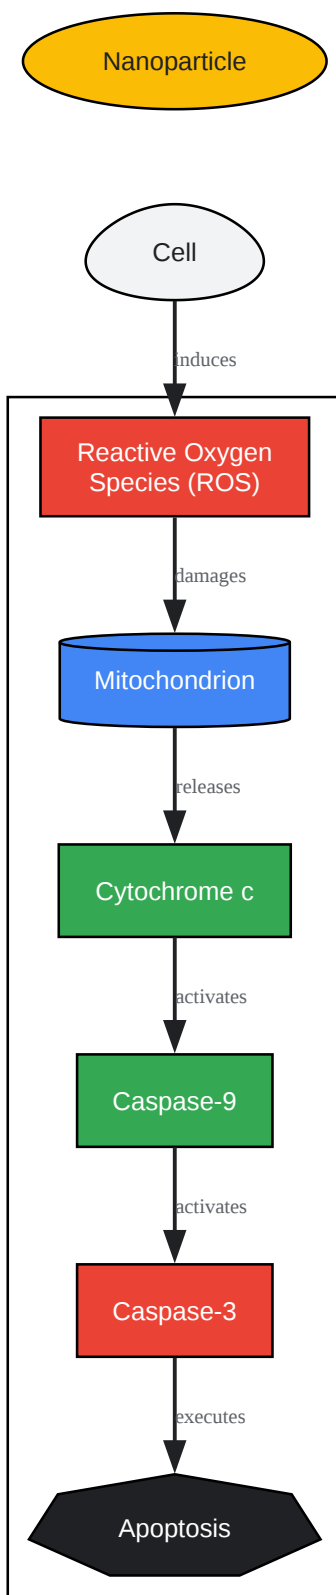 Nanoparticle
Cell
induces
Reactive Oxygen
Species (ROS)
damages
Mitochondrion
releases
Cytochrome c
activates
Caspase-9
activates
Caspase-3
executes
Apoptosis